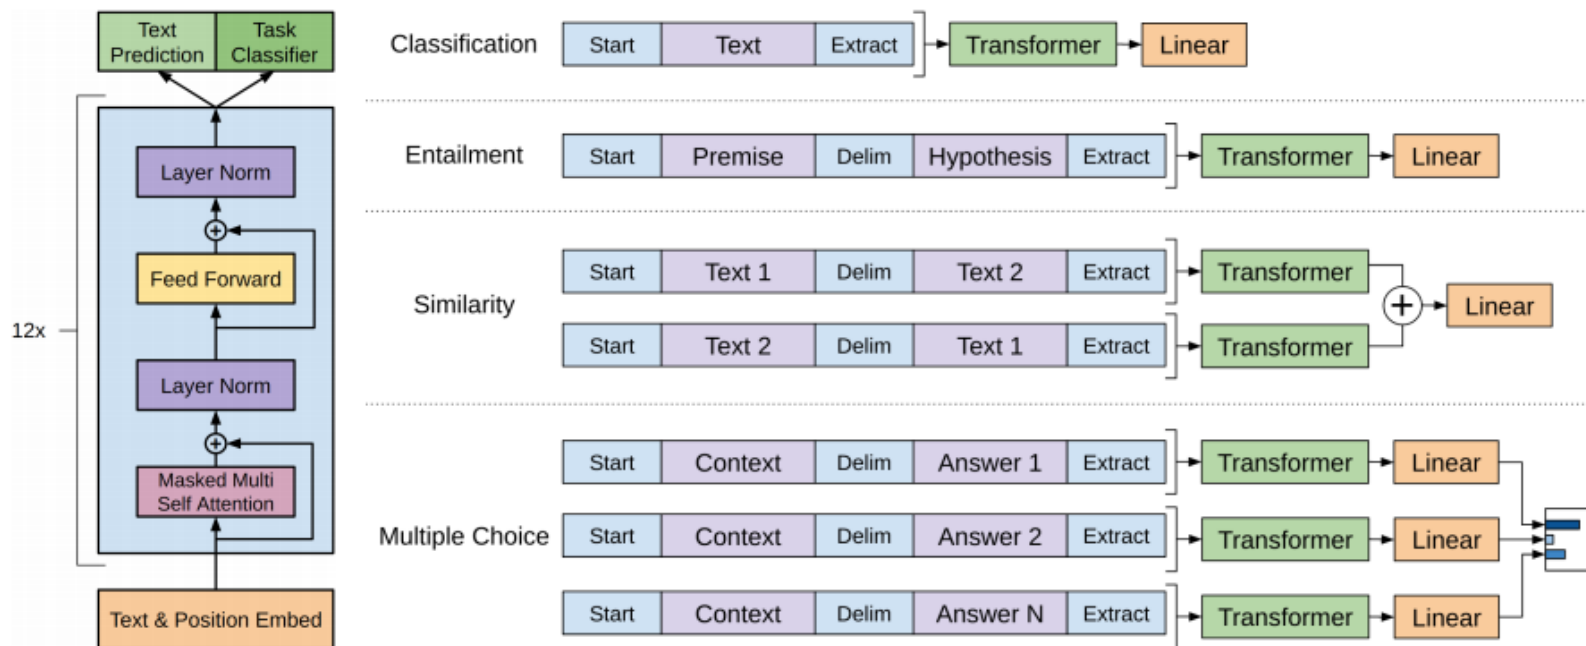 Text
Prediction
Task
Classifier
12x
Layer Norm
+
Feed Forward
Layer Norm
+
Masked Multi
Self Attention
Text & Position Embed
Classification Start Text Extract Transformer Linear
Entailment Start Premise Delim Hypothesis Extract Transformer Linear
Similarity
Start Text 1 Delim Text 2 Extract Transformer
+ Linear
Start Text 2 Delim Text 1 Extract Transformer
Multiple Choice
Start Context Delim Answer 1 Extract Transformer Linear
Start Context Delim Answer 2 Extract Transformer Linear
Start Context Delim Answer N Extract Transformer Linear